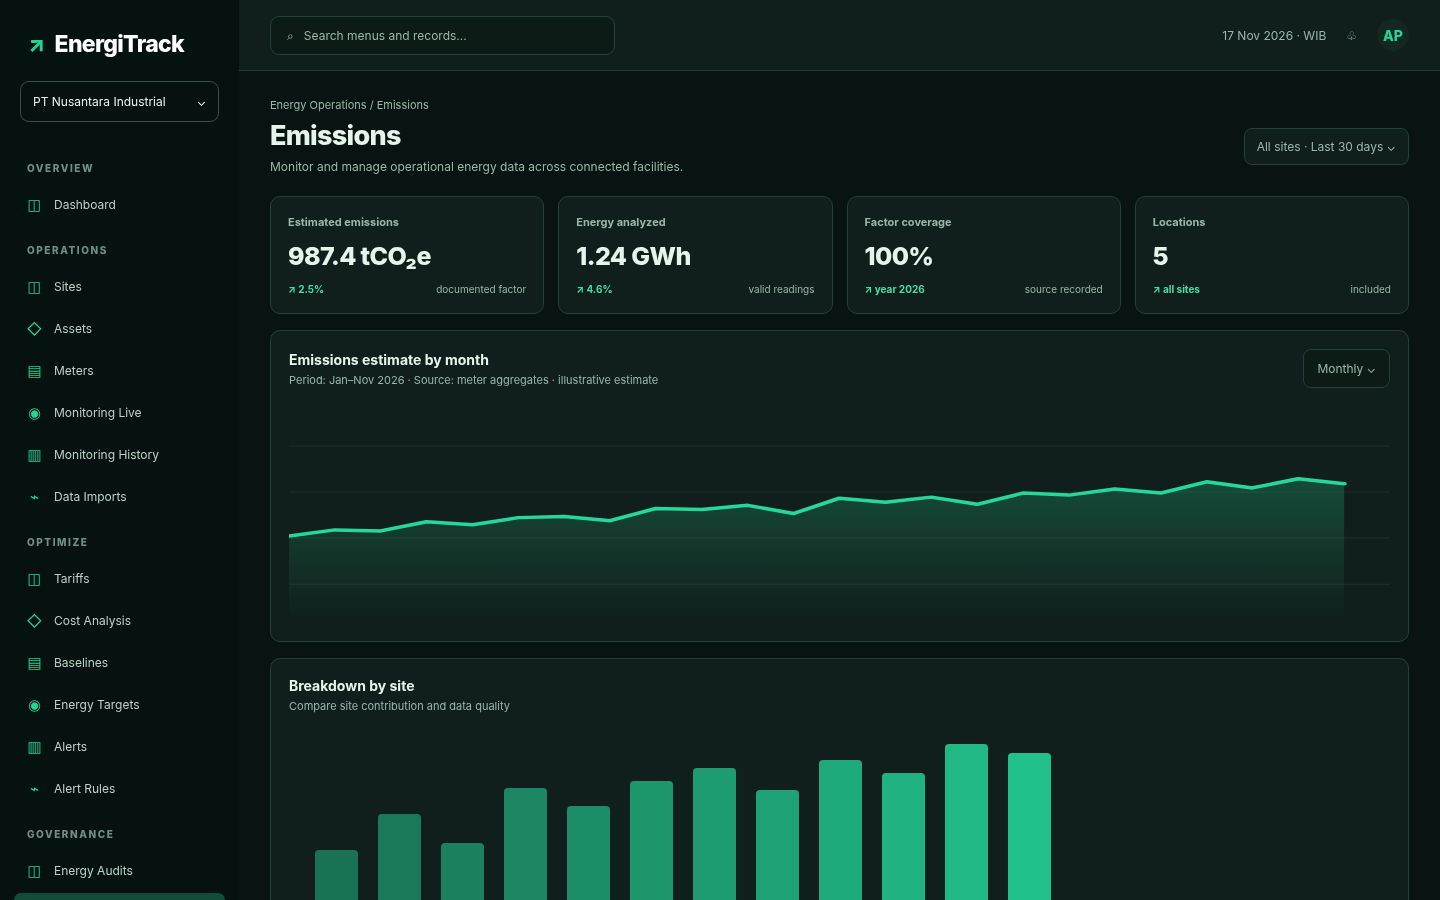 EnergiTrack
PT Nusantara Industrial
OVERVIEW
Dashboard
OPERATIONS
Sites
Assets
Meters
Monitoring Live
Monitoring History
Data Imports
OPTIMIZE
Tariffs
Cost Analysis
Baselines
Energy Targets
Alerts
Alert Rules
GOVERNANCE
Energy Audits
Search menus and records...
17 Nov 2026 · WIB
AP
Energy Operations / Emissions
Emissions
Monitor and manage operational energy data across connected facilities.
All sites · Last 30 days
Estimated emissions
987.4 tCO₂e
↗ 2.5% documented factor
Energy analyzed
1.24 GWh
↗ 4.6% valid readings
Factor coverage
100%
↗ year 2026 source recorded
Locations
5
↗ all sites included
Emissions estimate by month
Period: Jan–Nov 2026 · Source: meter aggregates · illustrative estimate
Monthly
Breakdown by site
Compare site contribution and data quality